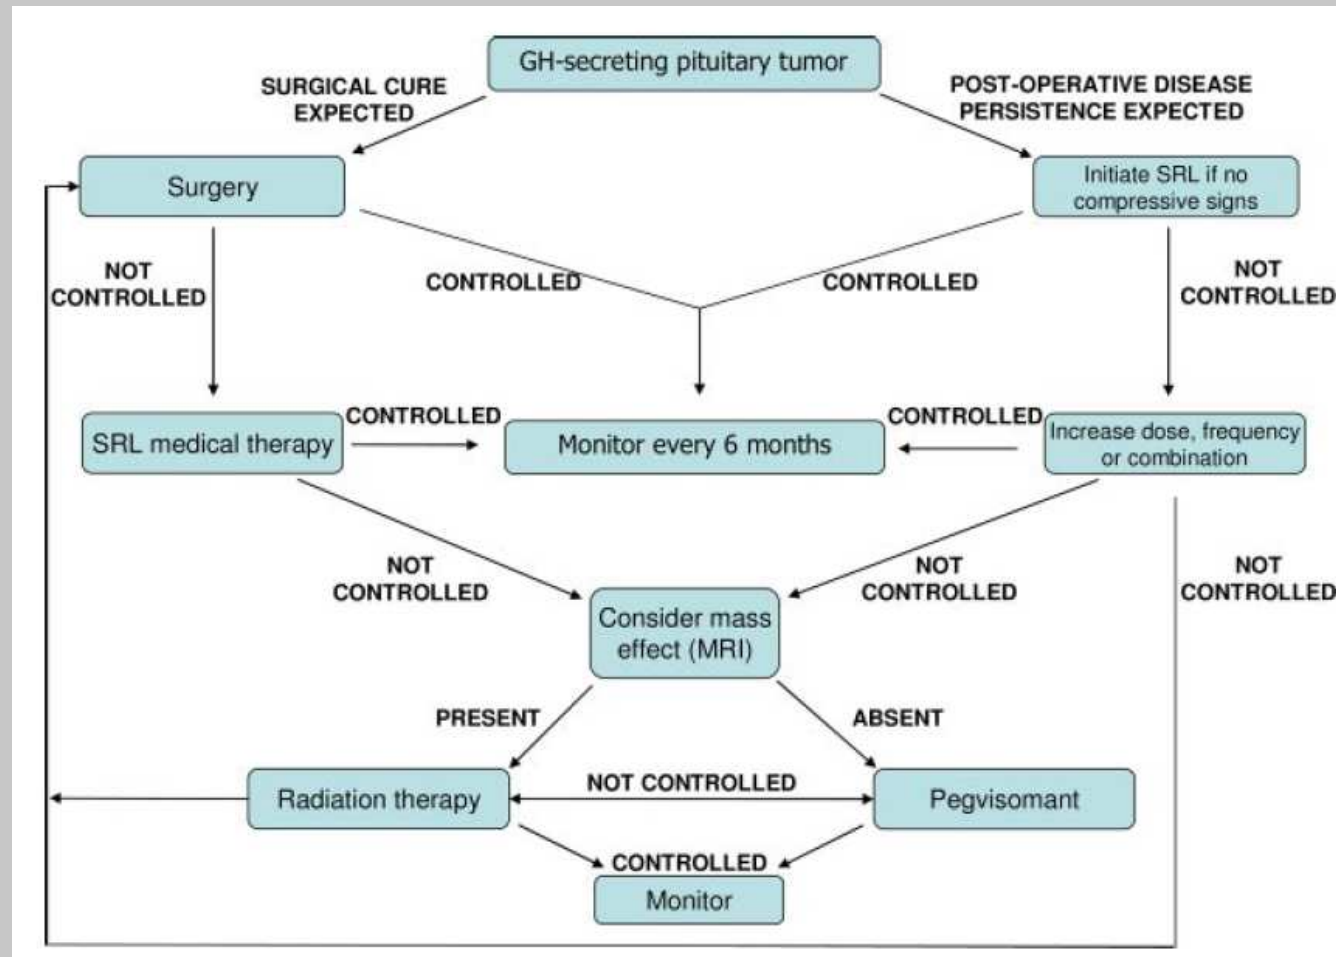 GH-secreting pituitary tumor
SURGICAL CURE
EXPECTED
POST-OPERATIVE DISEASE
PERSISTENCE EXPECTED
Surgery
Initiate SRL if no
compressive signs
NOT
CONTROLLED
CONTROLLED
CONTROLLED
NOT
CONTROLLED
SRL medical therapy
CONTROLLED
Monitor every 6 months
CONTROLLED
Increase dose, frequency
or combination
NOT
CONTROLLED
NOT
CONTROLLED
NOT
CONTROLLED
Consider mass
effect (MRI)
PRESENT
ABSENT
Radiation therapy
NOT CONTROLLED
Pegvisomant
CONTROLLED
Monitor